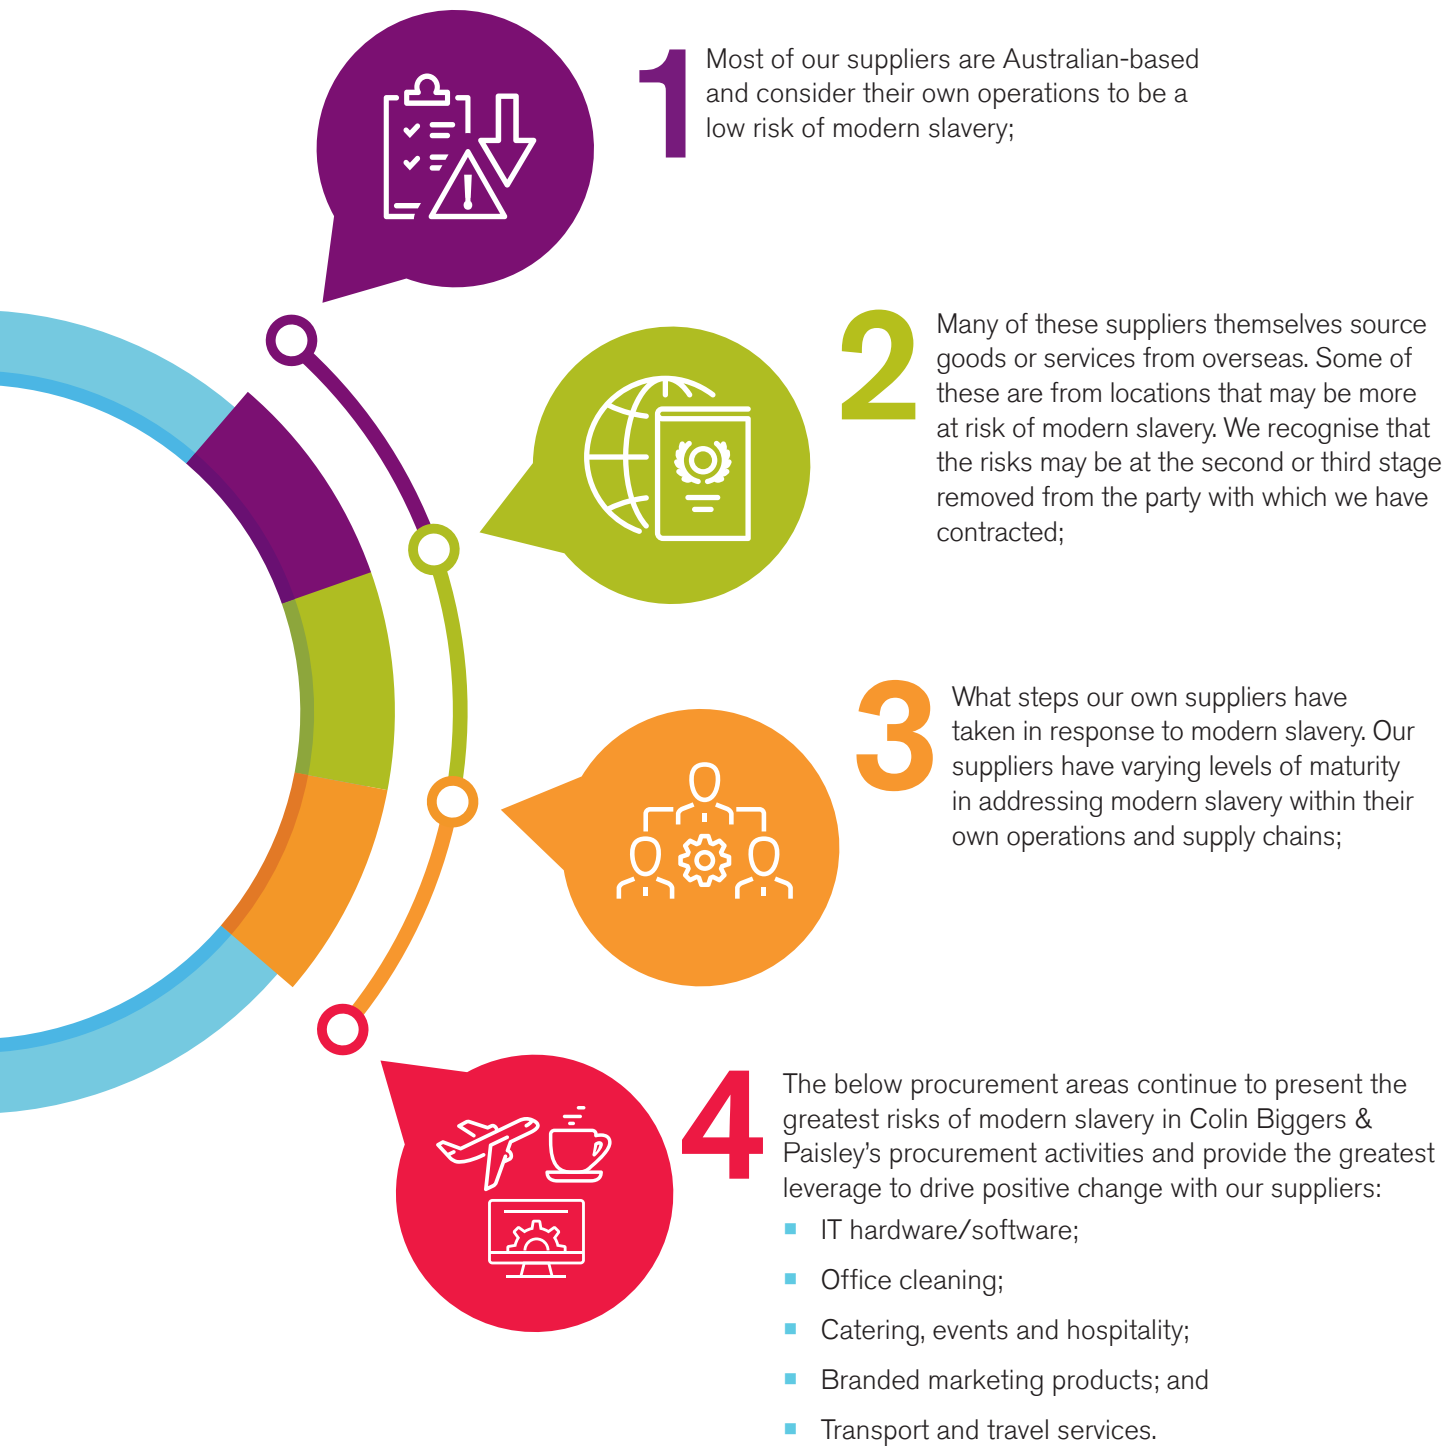 1
Most of our suppliers are Australian-based
and consider their own operations to be a
low risk of modern slavery;
2
Many of these suppliers themselves source
goods or services from overseas. Some of
these are from locations that may be more
at risk of modern slavery. We recognise that
the risks may be at the second or third stage
removed from the party with which we have
contracted;
3
What steps our own suppliers have
taken in response to modern slavery. Our
suppliers have varying levels of maturity
in addressing modern slavery within their
own operations and supply chains;
4
The below procurement areas continue to present the
greatest risks of modern slavery in Colin Biggers &
Paisley’s procurement activities and provide the greatest
leverage to drive positive change with our suppliers:
▪ IT hardware/software;
▪ Office cleaning;
▪ Catering, events and hospitality;
▪ Branded marketing products; and
▪ Transport and travel services.